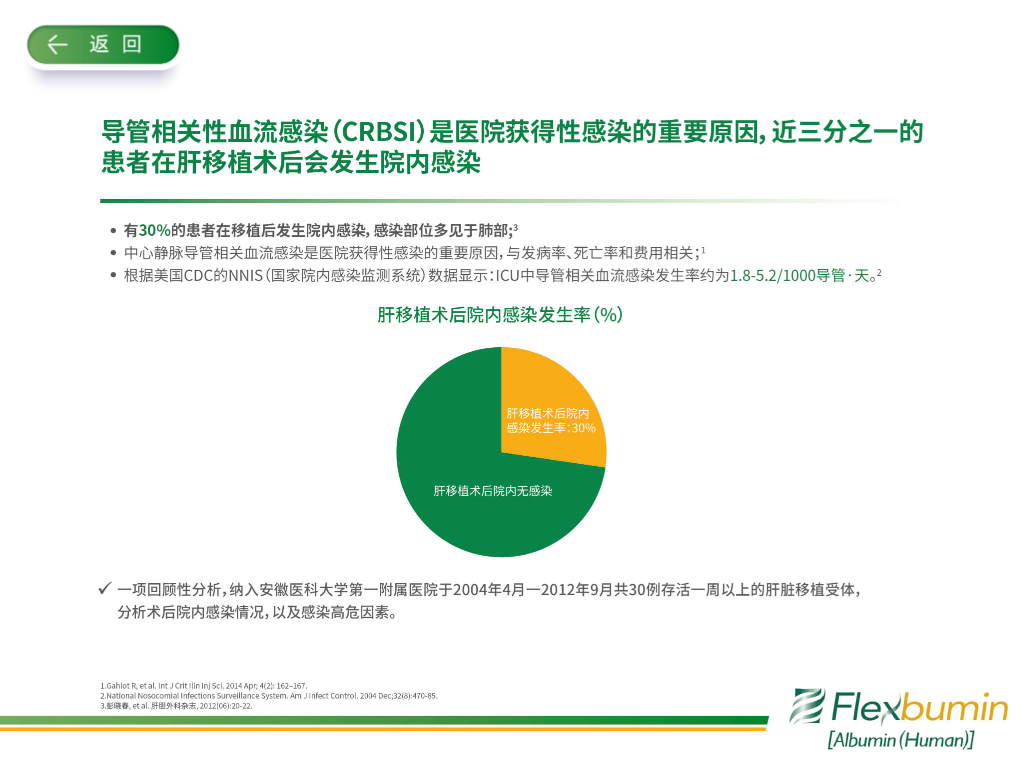 返 回
导管相关性血流感染(CRBSI)是医院获得性感染的重要原因,近三分之一的
患者在肝移植术后会发生院内感染
• 有30%的患者在移植后发生院内感染,感染部位多见于肺部;3
• 中心静脉导管相关血流感染是医院获得性感染的重要原因,与发病率、死亡率和费用相关;1
• 根据美国CDC的NNIS(国家院内感染监测系统)数据显示:ICU中导管相关血流感染发生率约为1.8-5.2/1000导管·天。2
肝移植术后院内感染发生率(%)
肝移植术后院内
感染发生率:30%
肝移植术后院内无感染
✓ 一项回顾性分析,纳入安徽医科大学第一附属医院于2004年4月—2012年9月共30例存活一周以上的肝脏移植受体,
分析术后院内感染情况,以及感染高危因素。
1.Gahlot R, et al. Int J Crit Illn Inj Sci. 2014 Apr; 4(2): 162–167.
2.National Nosocomial Infections Surveillance System. Am J Infect Control. 2004 Dec;32(8):470-85.
3.彭晓春, et al. 肝胆外科杂志, 2012(06):20-22.
Flexbumin
[Albumin (Human)]